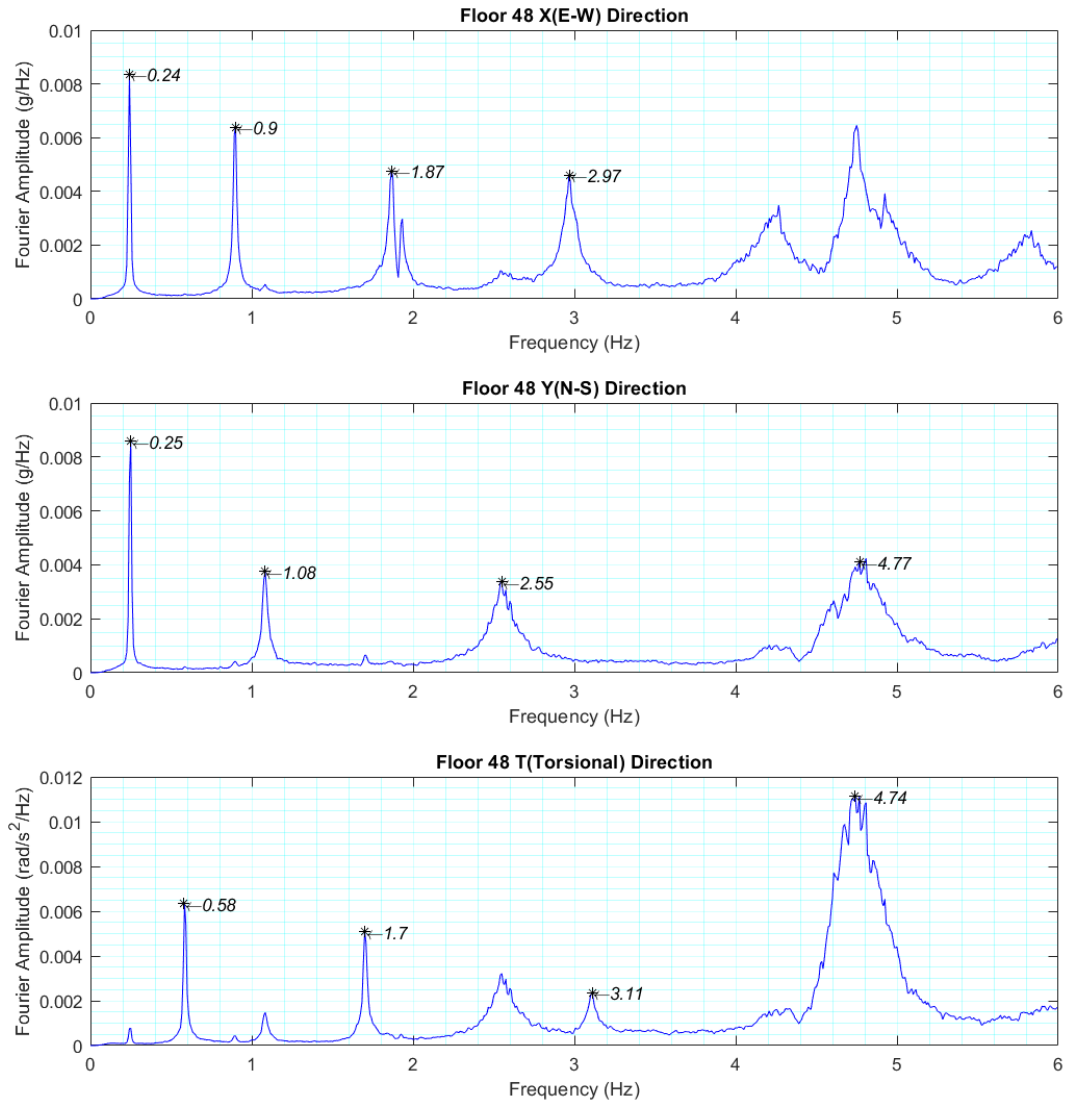 Floor 48 X(E-W) Direction
0.01
0.008
0.006
0.004
0.002
0
Fourier Amplitude (g/Hz)
0.24
0.9
1.87
2.97
0 1 2 3 4 5 6
Frequency (Hz)
Floor 48 Y(N-S) Direction
0.01
0.008
0.006
0.004
0.002
0
Fourier Amplitude (g/Hz)
0.25
1.08
2.55
4.77
0 1 2 3 4 5 6
Frequency (Hz)
Floor 48 T(Torsional) Direction
0.012
0.01
0.008
0.006
0.004
0.002
0
Fourier Amplitude (rad/s²/Hz)
0.58
1.7
3.11
4.74
0 1 2 3 4 5 6
Frequency (Hz)